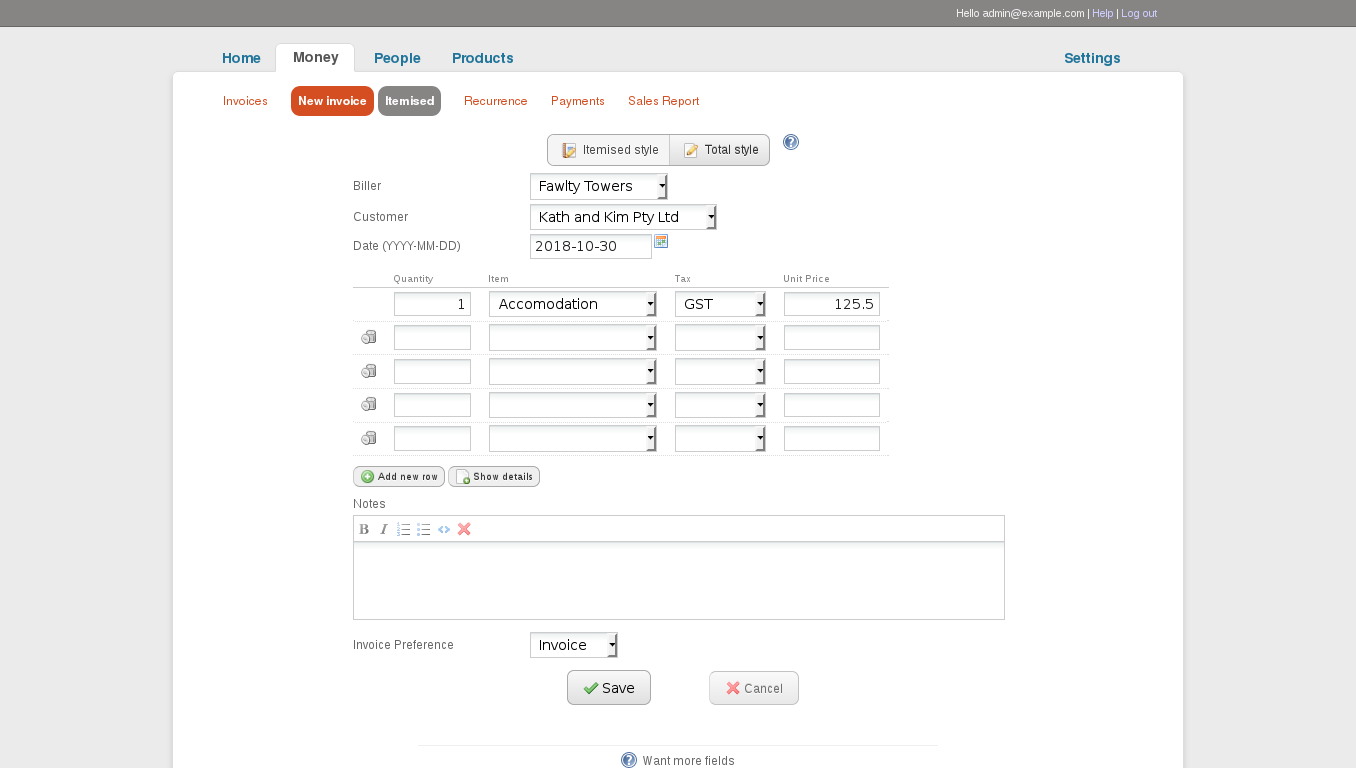 Hello admin@example.com | Help | Log out
Home Money People Products Settings
Invoices New invoice Itemised Recurrence Payments Sales Report
Itemised style Total style
Biller Fawlty Towers
Customer Kath and Kim Pty Ltd
Date (YYYY-MM-DD) 2018-10-30
Quantity Item Tax Unit Price
1 Accomodation GST 125.5
Add new row Show details
Notes
B I
Invoice Preference Invoice
Save Cancel
Want more fields